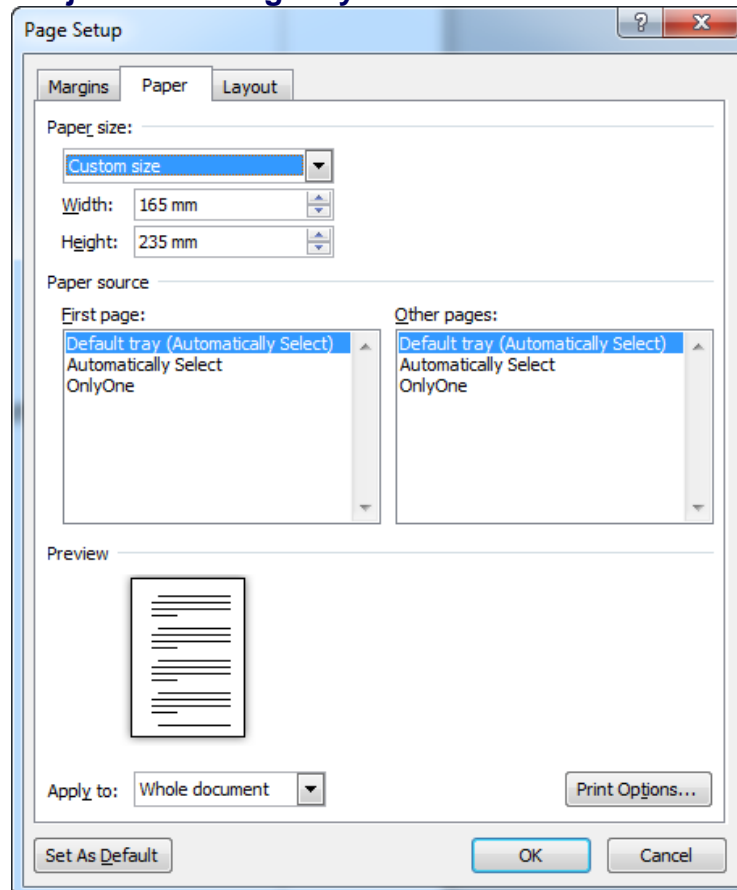 Page Setup
Margins Paper Layout
Paper size:
Custom size
Width: 165 mm
Height: 235 mm
Paper source
First page: Other pages:
Default tray (Automatically Select) Default tray (Automatically Select)
Automatically Select Automatically Select
OnlyOne OnlyOne
Preview
Apply to: Whole document Print Options...
Set As Default OK Cancel